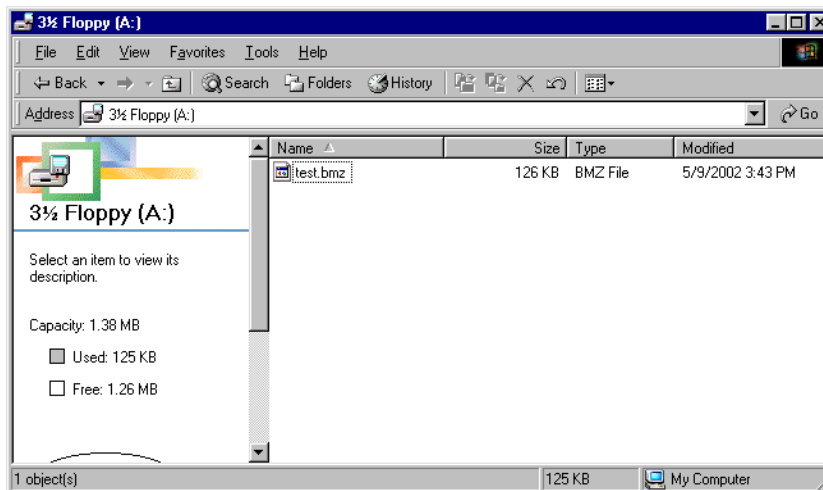 3½ Floppy (A:)
File Edit View Favorites Tools Help
Back Search Folders History
Address 3½ Floppy (A:) Go
Name Size Type Modified
test.bmz 126 KB BMZ File 5/9/2002 3:43 PM
3½ Floppy (A:)
Select an item to view its
description.
Capacity: 1.38 MB
Used: 125 KB
Free: 1.26 MB
1 object(s) 125 KB My Computer